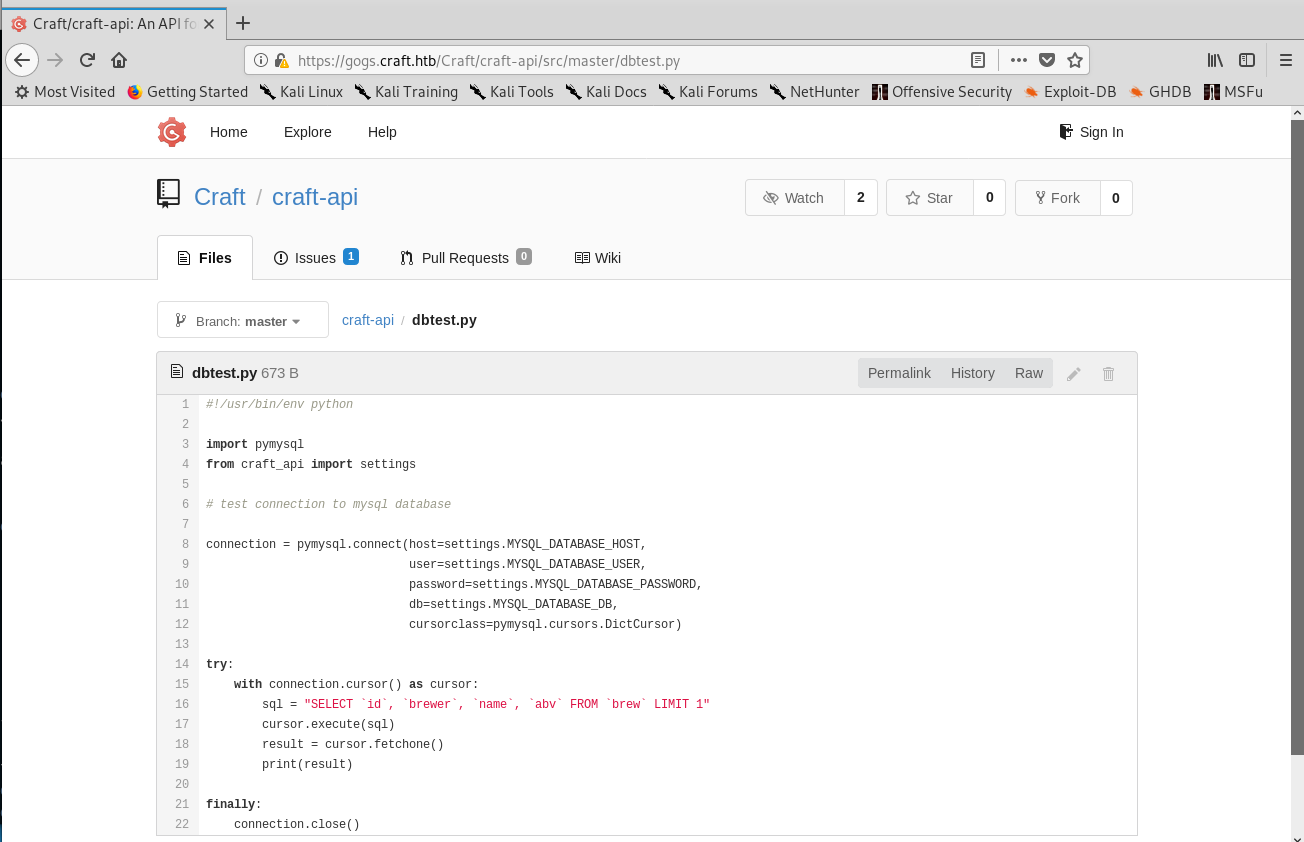 Craft/craft-api: An API fo
https://gogs.craft.htb/Craft/craft-api/src/master/dbtest.py
Most Visited Getting Started Kali Linux Kali Training Kali Tools Kali Docs Kali Forums NetHunter Offensive Security Exploit-DB GHDB MSFu
Home Explore Help Sign In
Craft / craft-api Watch 2 Star 0 Fork 0
Files Issues 1 Pull Requests 0 Wiki
Branch: master craft-api / dbtest.py
dbtest.py 673 B Permalink History Raw
1 #!/usr/bin/env python
2
3 import pymysql
4 from craft_api import settings
5
6 # test connection to mysql database
7
8 connection = pymysql.connect(host=settings.MYSQL_DATABASE_HOST,
9 user=settings.MYSQL_DATABASE_USER,
10 password=settings.MYSQL_DATABASE_PASSWORD,
11 db=settings.MYSQL_DATABASE_DB,
12 cursorclass=pymysql.cursors.DictCursor)
13
14 try:
15 with connection.cursor() as cursor:
16 sql = "SELECT `id`, `brewer`, `name`, `abv` FROM `brew` LIMIT 1"
17 cursor.execute(sql)
18 result = cursor.fetchone()
19 print(result)
20
21 finally:
22 connection.close()